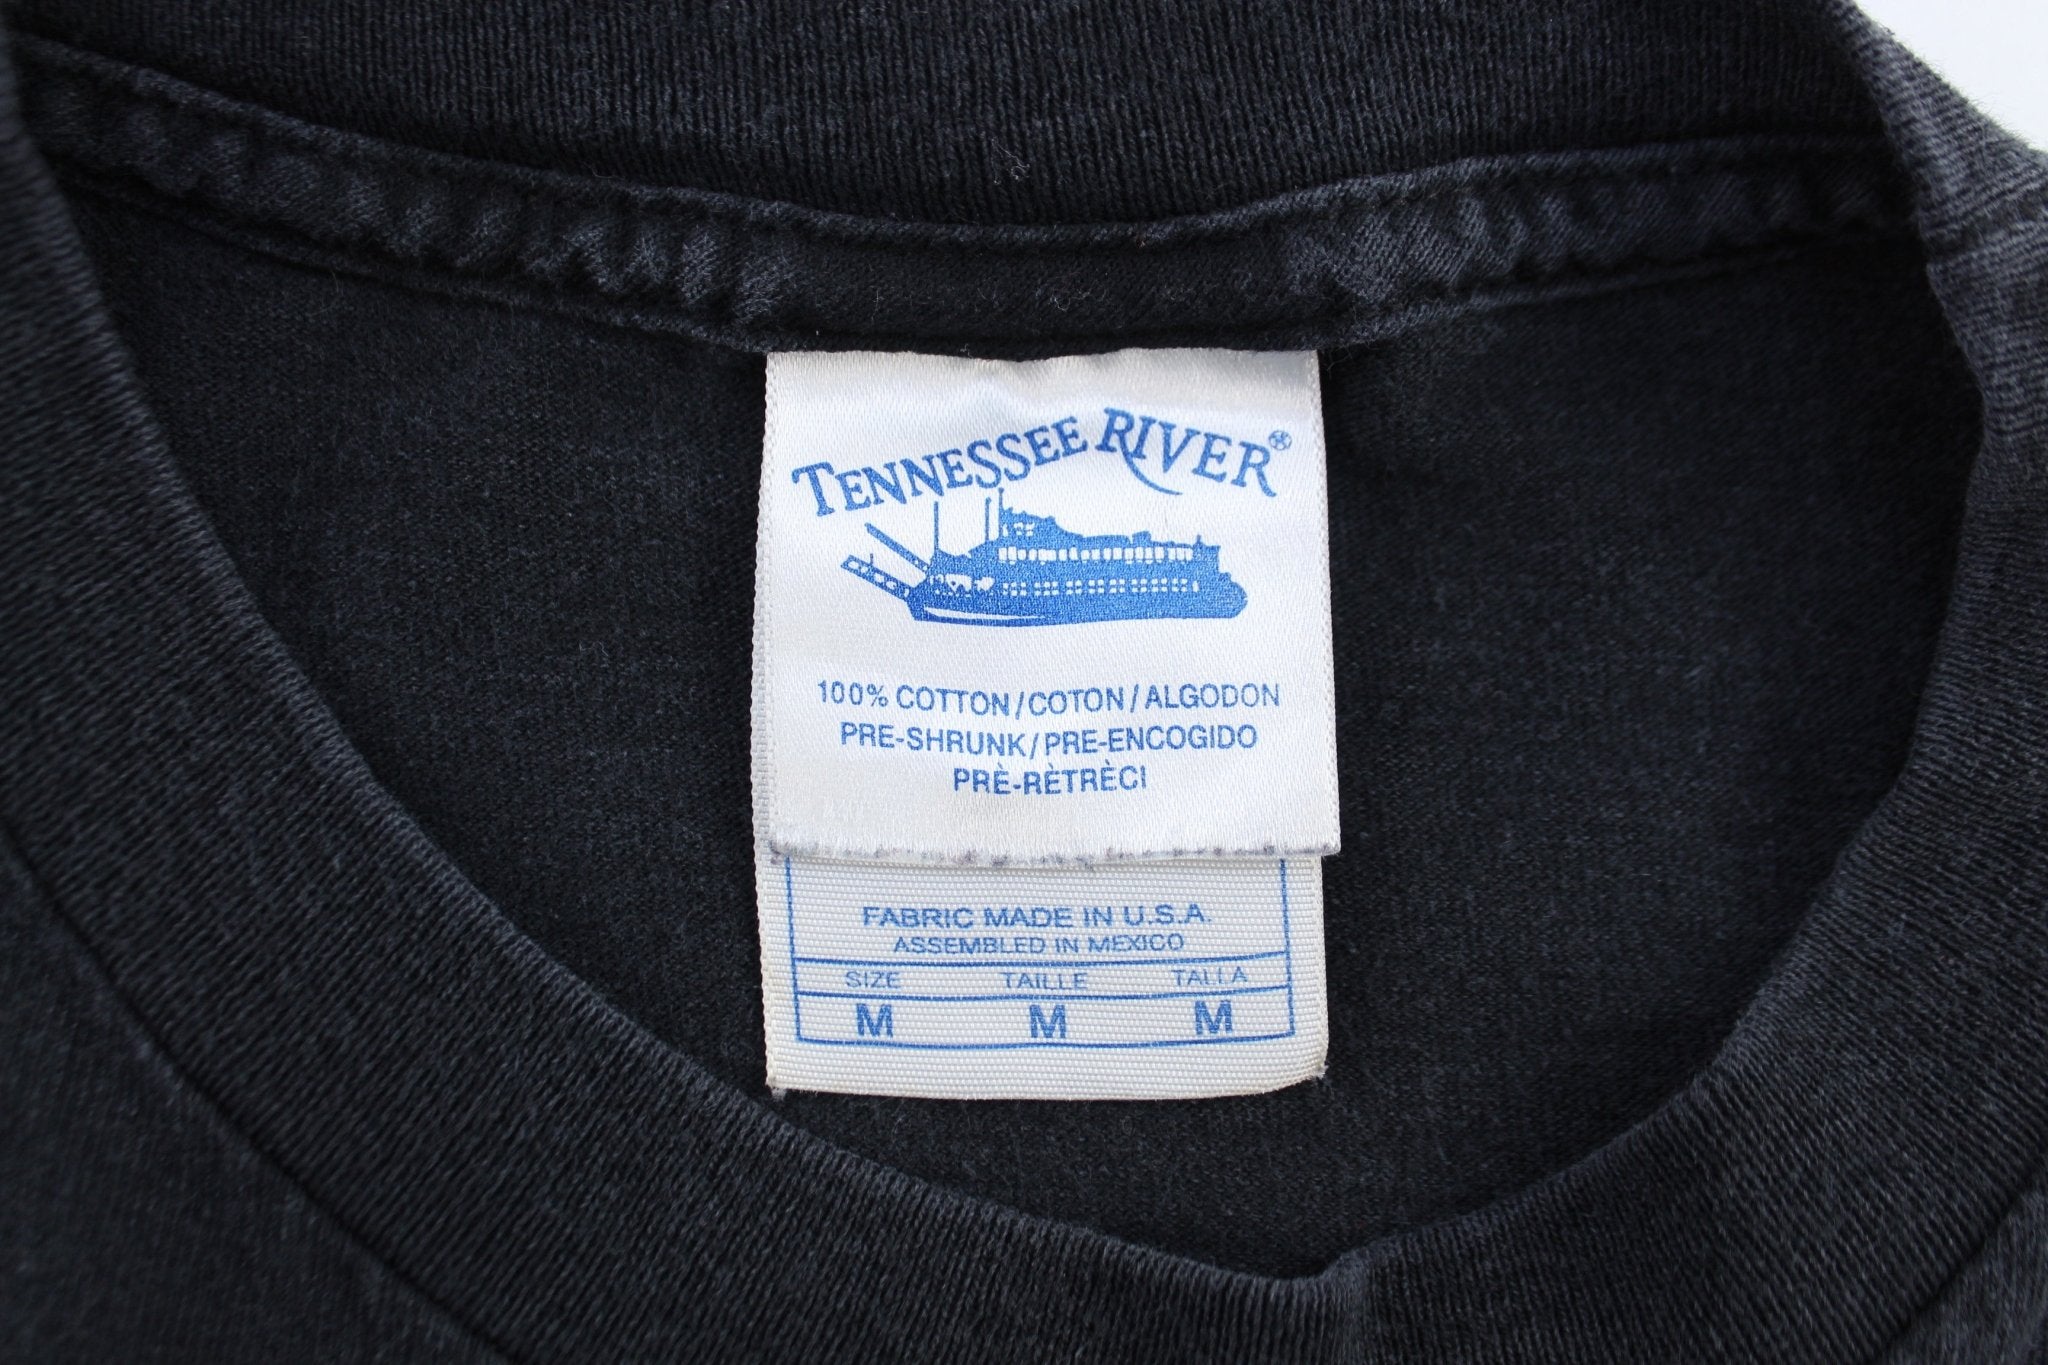 TENNESSEE RIVER®
100% COTTON/COTON/ALGODON
PRE-SHRUNK/PRE-ENCOGIDO
PRÈ-RÈTRÈCI
FABRIC MADE IN U.S.A.
ASSEMBLED IN MEXICO
SIZE TAILLE TALLA
M M M